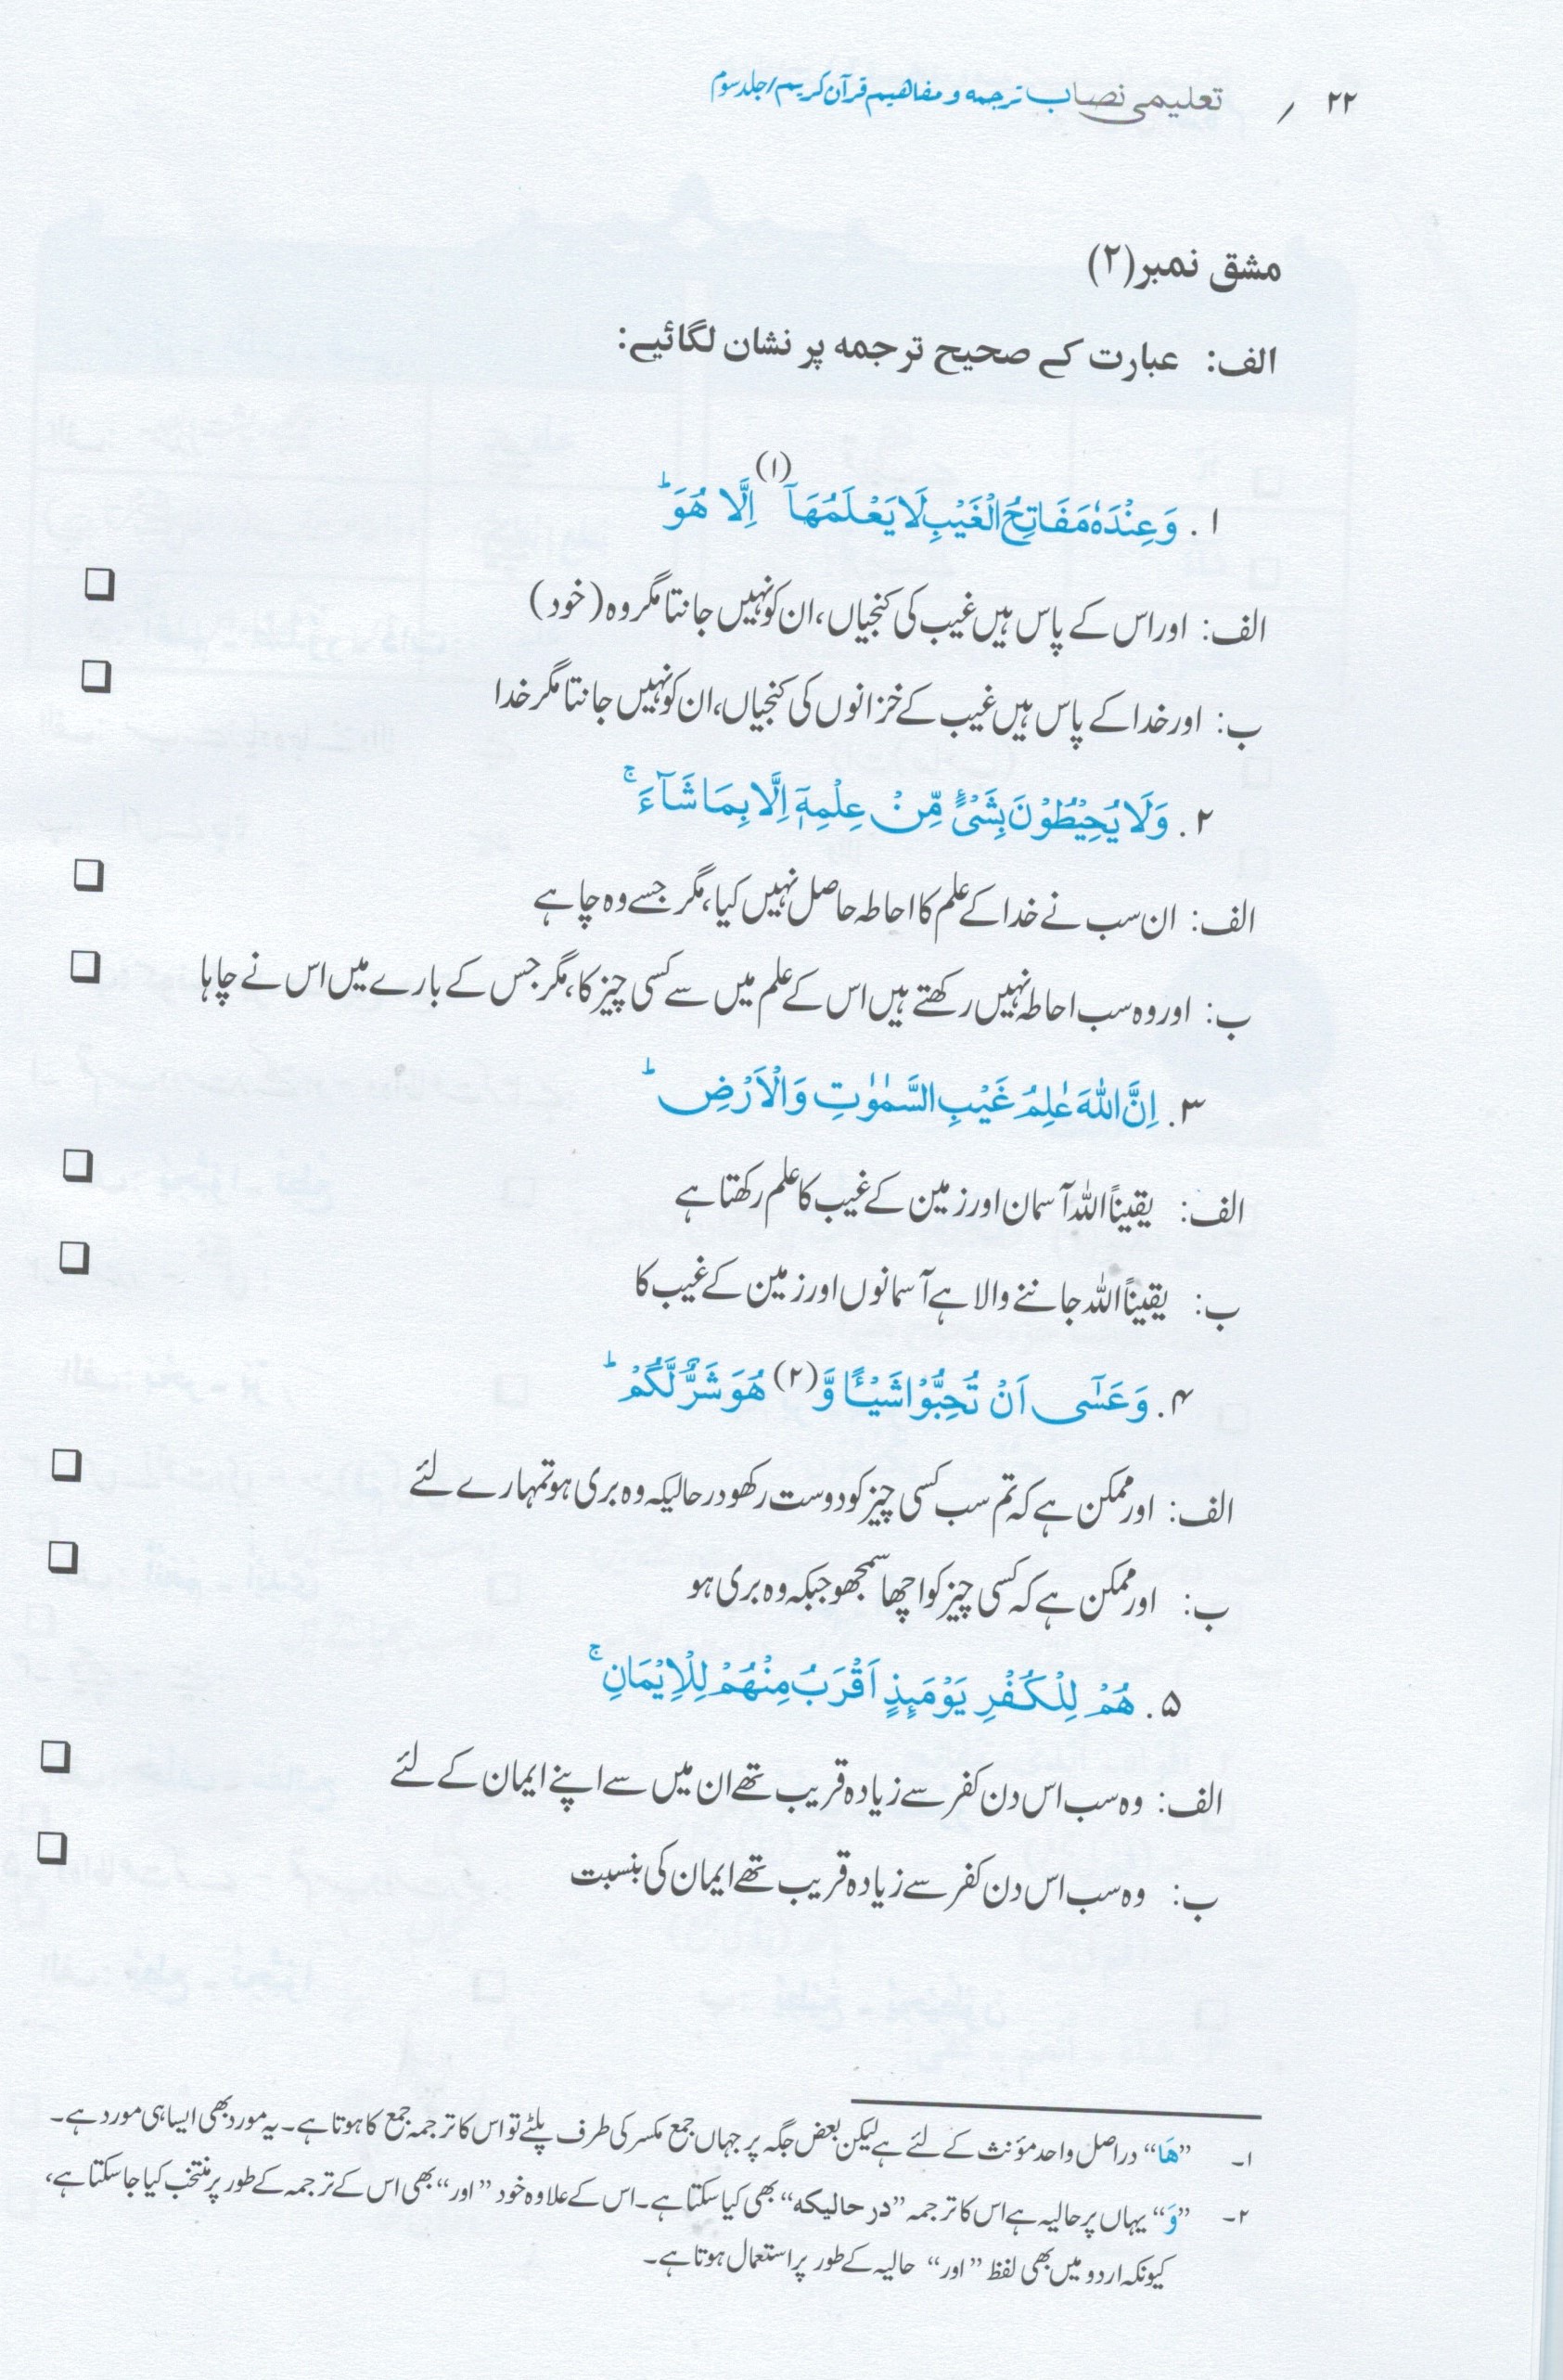 ۲۲ / تعلیمی نصاب ترجمہ و مفاهیم قرآن کریم/جلد سوم
مشق نمبر(۲)
الف: عبارت کے صحیح ترجمہ پر نشان لگائیے:
۱. وَعِنْدَهٗ مَفَاتِحُ الْغَيْبِ لَا يَعْلَمُهَآ (۱) اِلَّا هُوَ ؕ
الف: اور اس کے پاس ہیں غیب کی کنجیاں، ان کو نہیں جانتا مگر وہ (خود) ❑
ب: اور خدا کے پاس ہیں غیب کے خزانوں کی کنجیاں، ان کو نہیں جانتا مگر خدا ❑
۲. وَلَا يُحِيْطُوْنَ بِشَیْءٍ مِّنْ عِلْمِهٖٓ اِلَّا بِمَا شَآءَ ۚ
الف: ان سب نے خدا کے علم کا احاطہ حاصل نہیں کیا، مگر جسے وہ چاہے ❑
ب: اور وہ سب احاطہ نہیں رکھتے ہیں اس کے علم میں سے کسی چیز کا، مگر جس کے بارے میں اس نے چاہا ❑
۳. اِنَّ اللّٰهَ عٰلِمُ غَيْبِ السَّمٰوٰتِ وَالْاَرْضِ ؕ
الف: یقیناً اللہ آسمان اور زمین کے غیب کا علم رکھتا ہے ❑
ب: یقیناً اللہ جاننے والا ہے آسمانوں اور زمین کے غیب کا ❑
۴. وَعَسٰٓى اَنْ تُحِبُّوْا شَيْـًٔا وَّ (۲) هُوَ شَرٌّ لَّكُمْ ؕ
الف: اور ممکن ہے کہ تم سب کسی چیز کو دوست رکھو درحالیکہ وہ بری ہو تمہارے لئے ❑
ب: اور ممکن ہے کہ کسی چیز کو اچھا سمجھو جبکہ وہ بری ہو ❑
۵. هُمْ لِلْكُفْرِ يَوْمَئِذٍ اَقْرَبُ مِنْهُمْ لِلْاِيْمَانِ ۚ
الف: وہ سب اس دن کفر سے زیادہ قریب تھے ان میں سے اپنے ایمان کے لئے ❑
ب: وہ سب اس دن کفر سے زیادہ قریب تھے ایمان کی بنسبت ❑
۱۔ ”هَا“ دراصل واحد مؤنث کے لئے ہے لیکن بعض جگہ پر جہاں جمع مکسر کی طرف پلٹے تو اس کا ترجمہ جمع کا ہوتا ہے۔ یہ مورد بھی ایسا ہی مورد ہے۔
۲۔ ”وَ“ یہاں پر حالیہ ہے اس کا ترجمہ ”درحالیکہ“ بھی کیا سکتا ہے۔ اس کے علاوہ خود ”اور“ بھی اس کے ترجمہ کے طور پر منتخب کیا جا سکتا ہے،
کیونکہ اردو میں بھی لفظ ”اور“ حالیہ کے طور پر استعمال ہوتا ہے۔